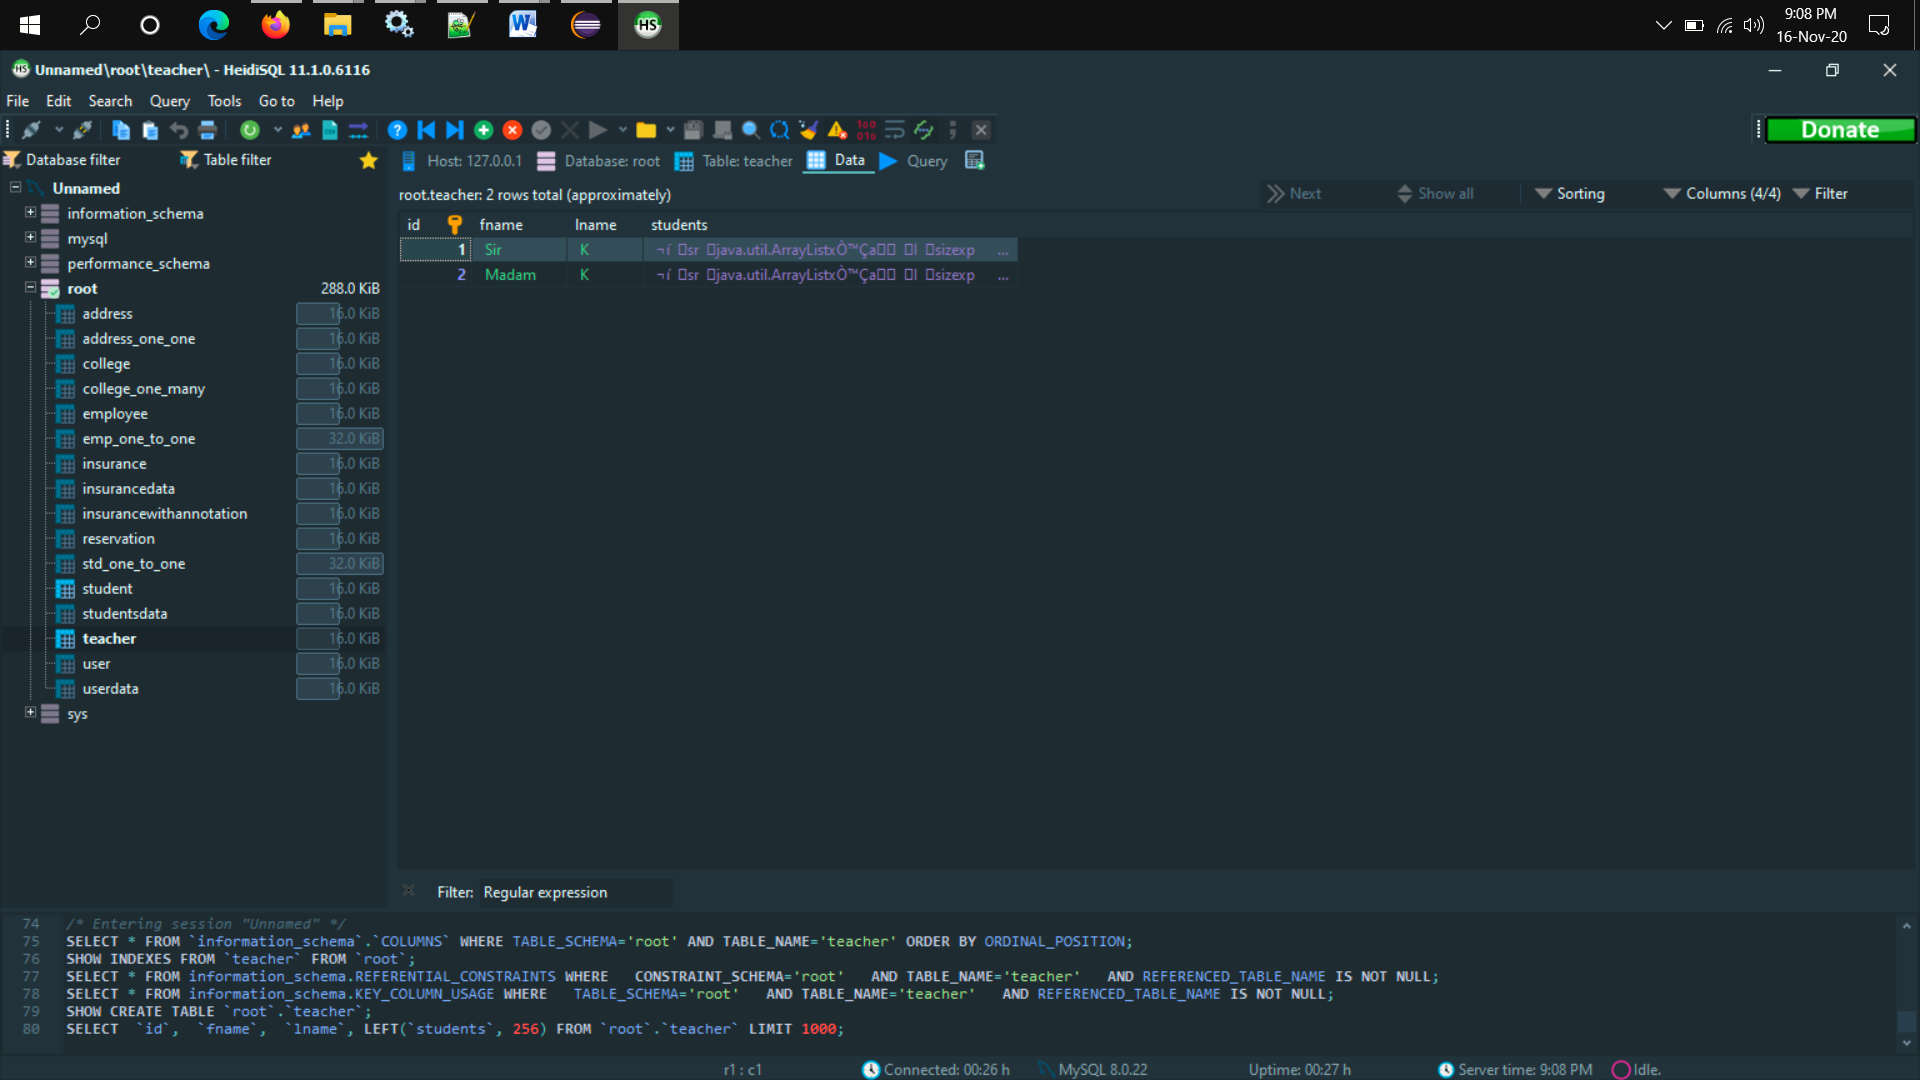 9:08 PM
16-Nov-20
Unnamed\root\teacher\ - HeidiSQL 11.1.0.6116
File Edit Search Query Tools Go to Help
Donate
Database filter Table filter
Host: 127.0.0.1 Database: root Table: teacher Data Query
root.teacher: 2 rows total (approximately) Next Show all Sorting Columns (4/4) Filter
Unnamed
information_schema
mysql
performance_schema
root 288.0 KiB
address 16.0 KiB
address_one_one 16.0 KiB
college 16.0 KiB
college_one_many 16.0 KiB
employee 16.0 KiB
emp_one_to_one 32.0 KiB
insurance 16.0 KiB
insurancedata 16.0 KiB
insurancewithannotation 16.0 KiB
reservation 16.0 KiB
std_one_to_one 32.0 KiB
student 16.0 KiB
studentsdata 16.0 KiB
teacher 16.0 KiB
user 16.0 KiB
userdata 16.0 KiB
sys
id fname lname students
1 Sir K ¬í □sr □java.util.ArrayListxÒ™Ça□□ □I □sizexp ...
2 Madam K ¬í □sr □java.util.ArrayListxÒ™Ça□□ □I □sizexp ...
Filter: Regular expression
74 /* Entering session "Unnamed" */
75 SELECT * FROM `information_schema`.`COLUMNS` WHERE TABLE_SCHEMA='root' AND TABLE_NAME='teacher' ORDER BY ORDINAL_POSITION;
76 SHOW INDEXES FROM `teacher` FROM `root`;
77 SELECT * FROM information_schema.REFERENTIAL_CONSTRAINTS WHERE   CONSTRAINT_SCHEMA='root'   AND TABLE_NAME='teacher'   AND REFERENCED_TABLE_NAME IS NOT NULL;
78 SELECT * FROM information_schema.KEY_COLUMN_USAGE WHERE   TABLE_SCHEMA='root'   AND TABLE_NAME='teacher'   AND REFERENCED_TABLE_NAME IS NOT NULL;
79 SHOW CREATE TABLE `root`.`teacher`;
80 SELECT  `id`,  `fname`,  `lname`, LEFT(`students`, 256) FROM `root`.`teacher` LIMIT 1000;
r1 : c1 Connected: 00:26 h MySQL 8.0.22 Uptime: 00:27 h Server time: 9:08 PM Idle.